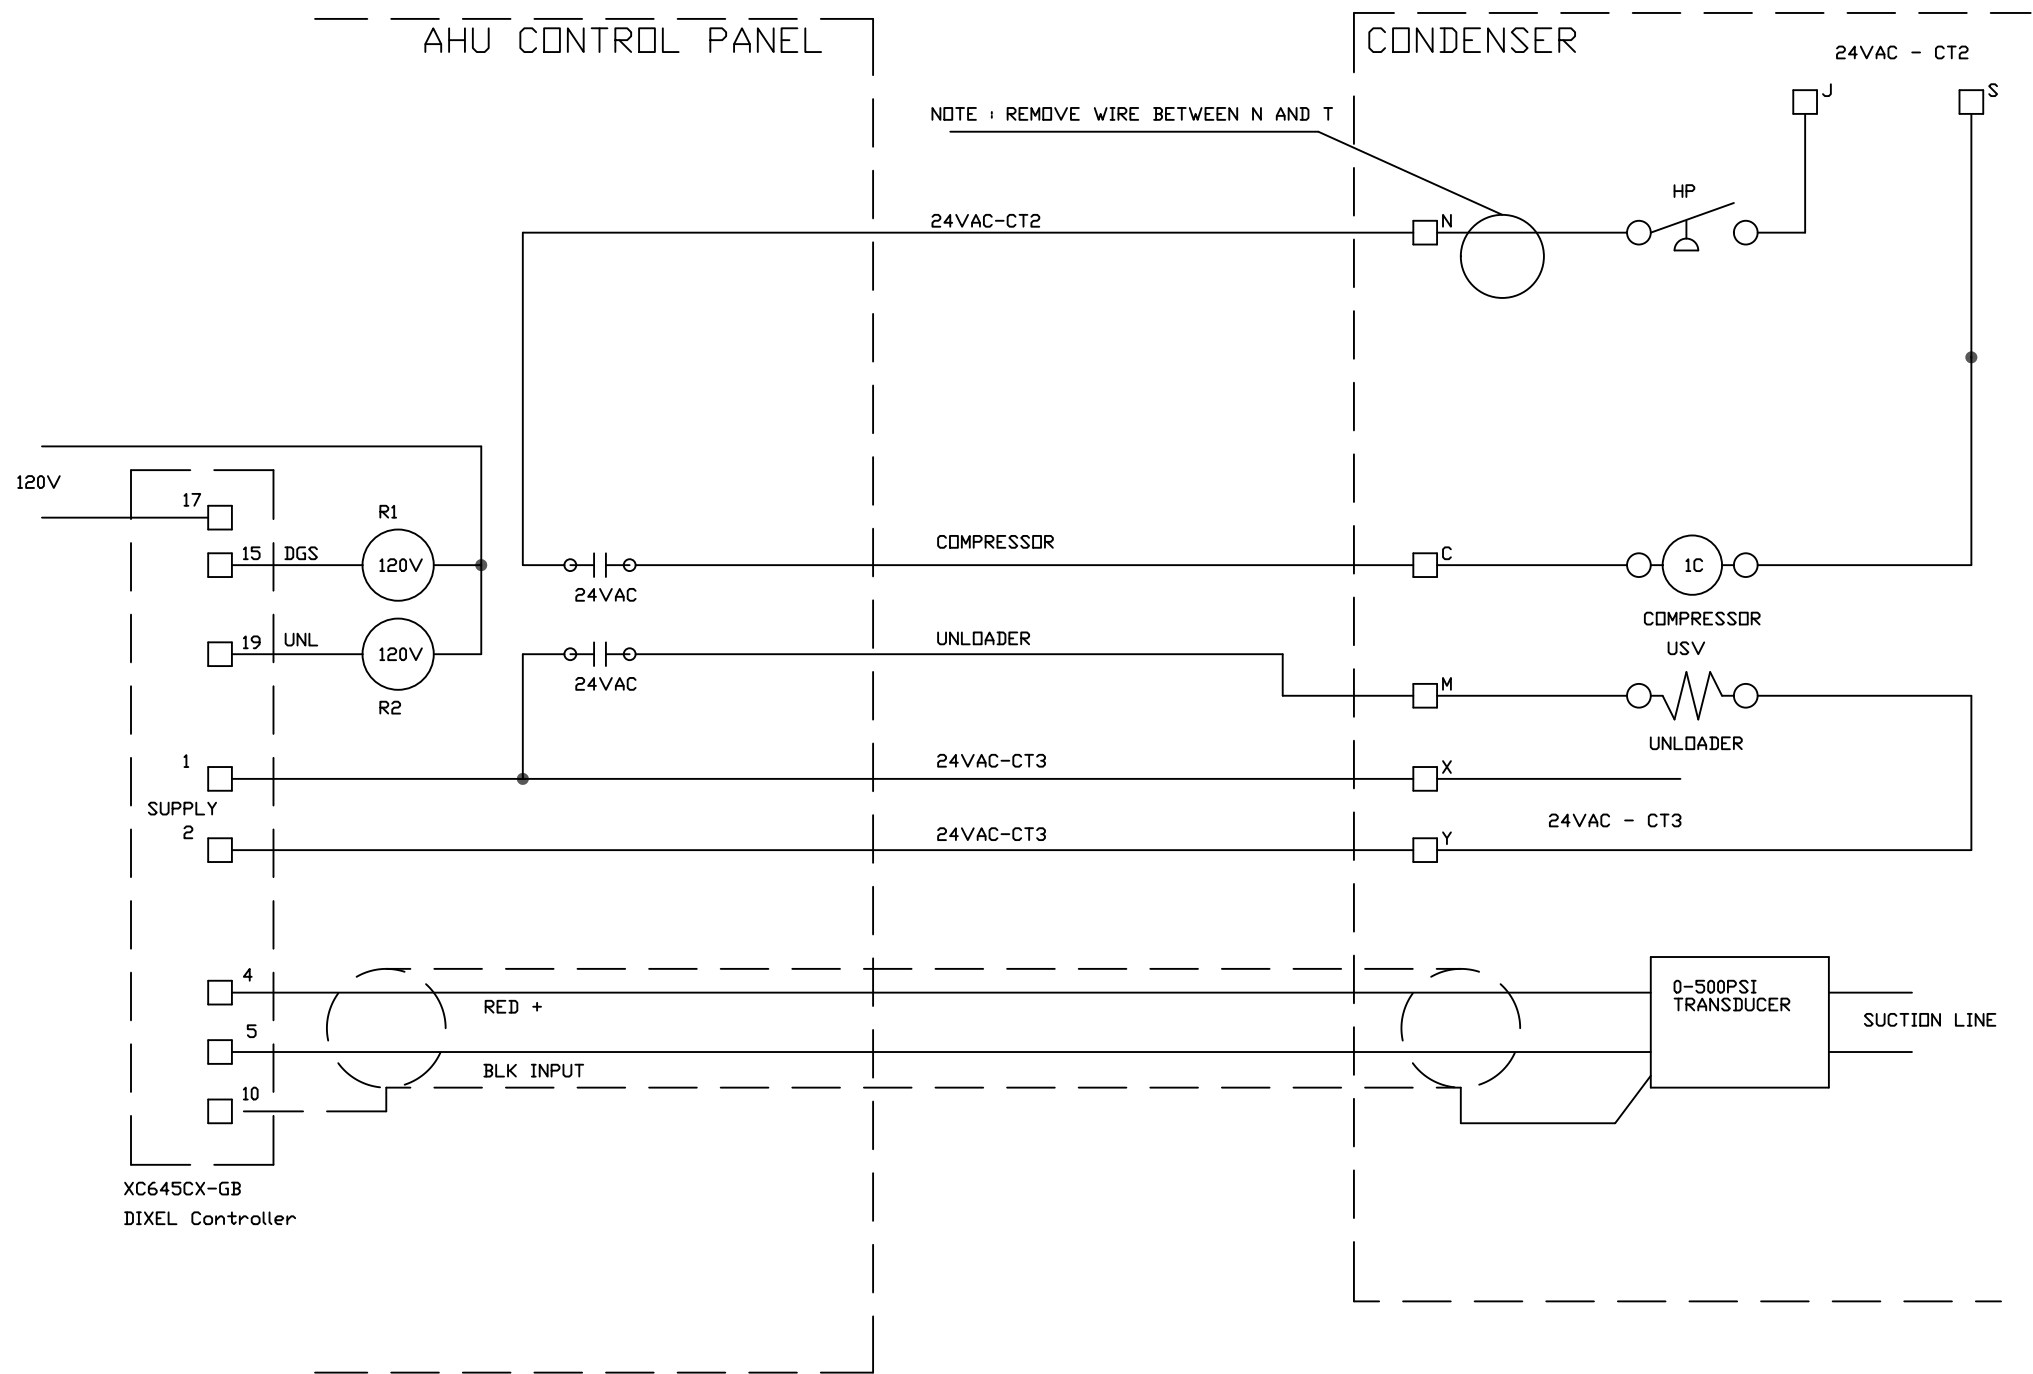 AHU CONTROL PANEL
CONDENSER
24VAC - CT2
J
S
NOTE : REMOVE WIRE BETWEEN N AND T
HP
24VAC-CT2
N
120V
17
R1
15
DGS
120V
24VAC
COMPRESSOR
C
1C
COMPRESSOR
19
UNL
120V
R2
24VAC
UNLOADER
M
USV
UNLOADER
1
SUPPLY
2
24VAC-CT3
X
24VAC - CT3
24VAC-CT3
Y
4
RED +
5
BLK INPUT
10
0-500PSI
TRANSDUCER
SUCTION LINE
XC645CX-GB
DIXEL Controller